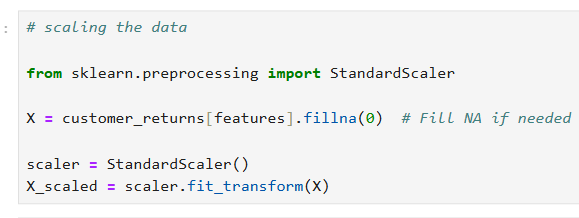 :
# scaling the data
from sklearn.preprocessing import StandardScaler
X = customer_returns[features].fillna(0)  # Fill NA if needed
scaler = StandardScaler()
X_scaled = scaler.fit_transform(X)